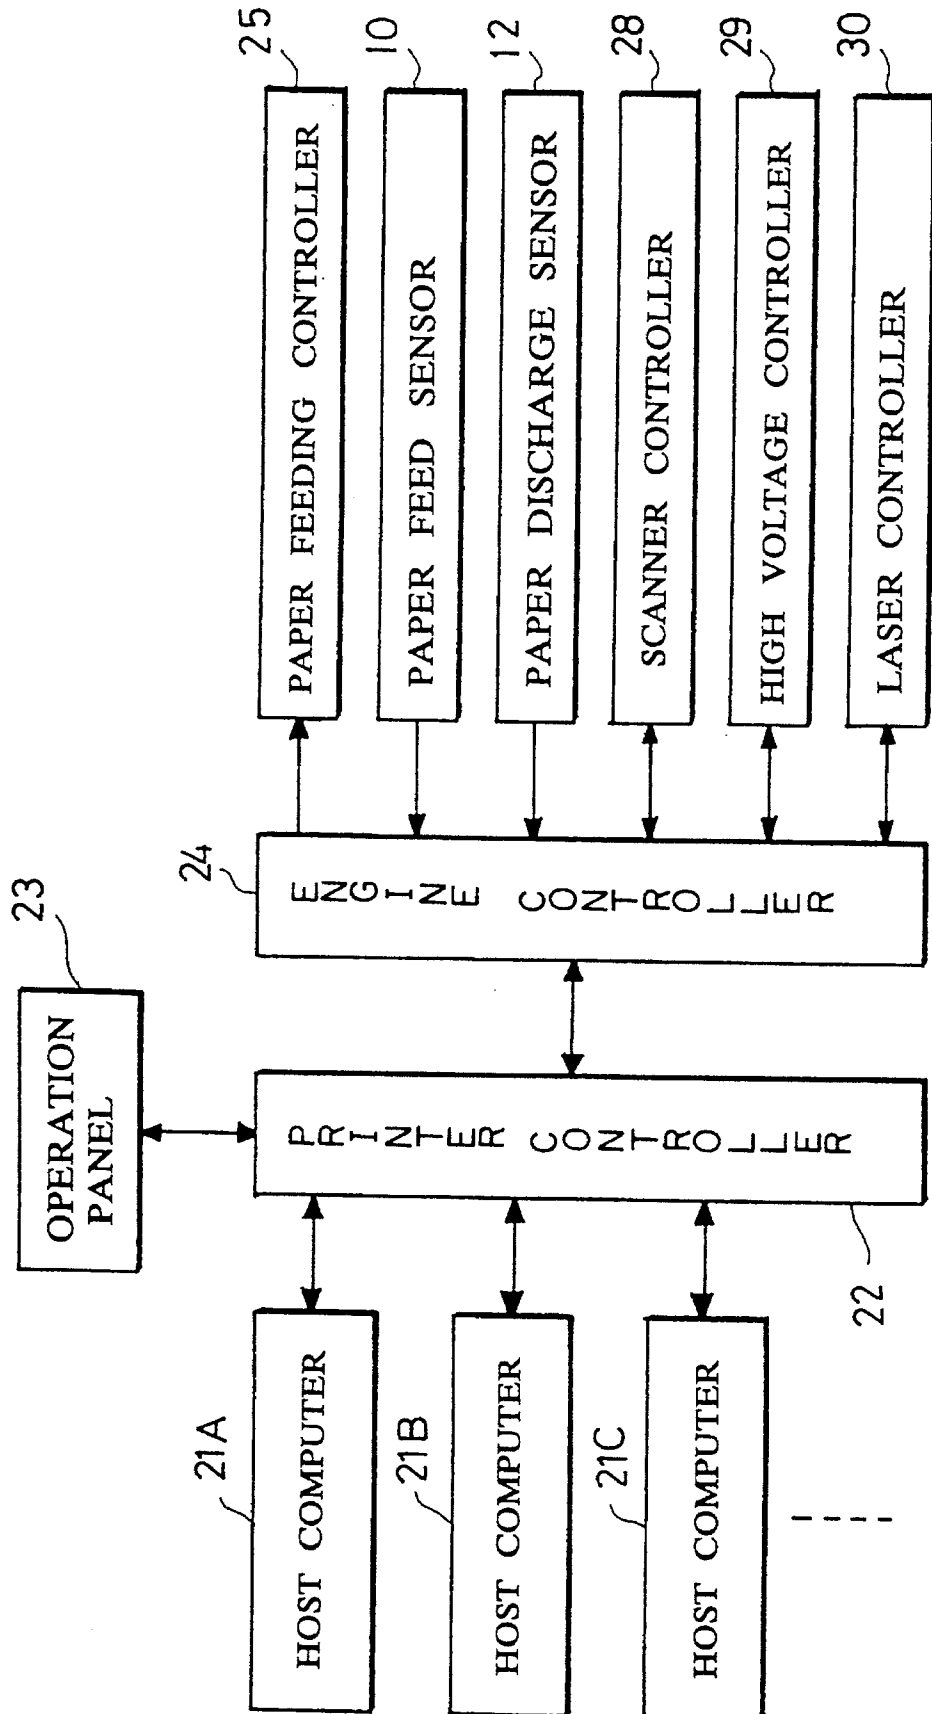 23
OPERATION
PANEL
21A
HOST COMPUTER
21B
HOST COMPUTER
21C
HOST COMPUTER
22
PRINTER CONTROLLER
24
ENGINE CONTROLLER
25
PAPER FEEDING CONTROLLER
10
PAPER FEED SENSOR
12
PAPER DISCHARGE SENSOR
28
SCANNER CONTROLLER
29
HIGH VOLTAGE CONTROLLER
30
LASER CONTROLLER